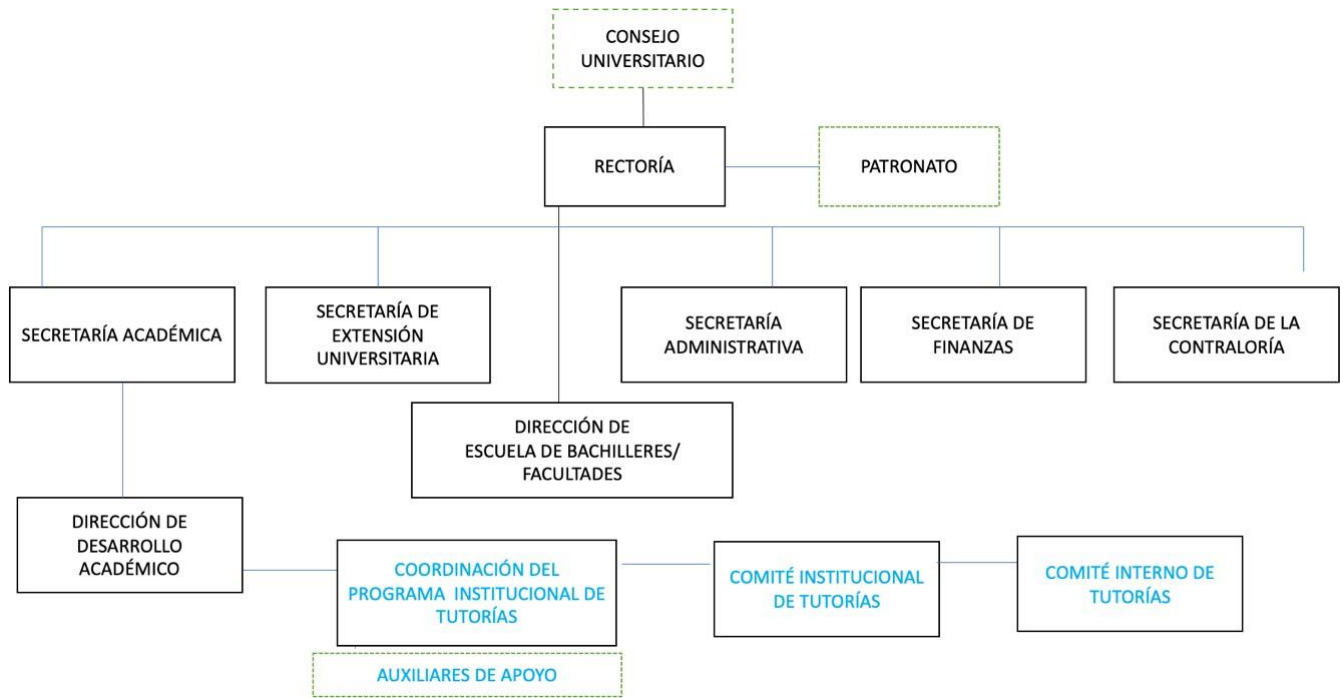 CONSEJO
UNIVERSITARIO
RECTORÍA
PATRONATO
SECRETARÍA ACADÉMICA
SECRETARÍA DE
EXTENSIÓN
UNIVERSITARIA
SECRETARÍA
ADMINISTRATIVA
SECRETARÍA DE
FINANZAS
SECRETARÍA DE LA
CONTRALORÍA
DIRECCIÓN DE
ESCUELA DE BACHILLERES/
FACULTADES
DIRECCIÓN DE
DESARROLLO
ACADÉMICO
COORDINACIÓN DEL
PROGRAMA INSTITUCIONAL DE
TUTORÍAS
COMITÉ INSTITUCIONAL
DE TUTORÍAS
COMITÉ INTERNO DE
TUTORÍAS
AUXILIARES DE APOYO